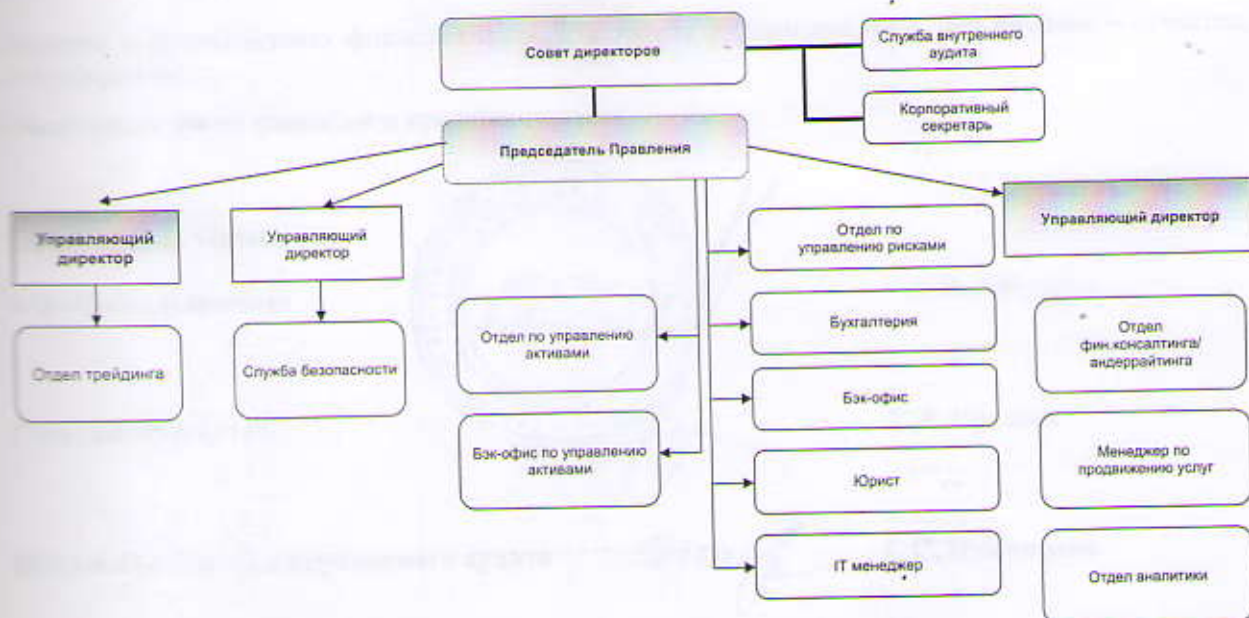 Совет директоров
Служба внутреннего
аудита
Корпоративный
секретарь
Председатель Правления
Управляющий
директор
Управляющий
директор
Управляющий директор
Отдел по
управлению рисками
Отдел трейдинга
Служба безопасности
Отдел по управлению
активами
Бухгалтерия
Отдел
фин.консалтинга/
андеррайтинга
Бэк-офис
Бэк-офис по управлению
активами
Менеджер по
продвижению услуг
Юрист
IT менеджер
Отдел аналитики